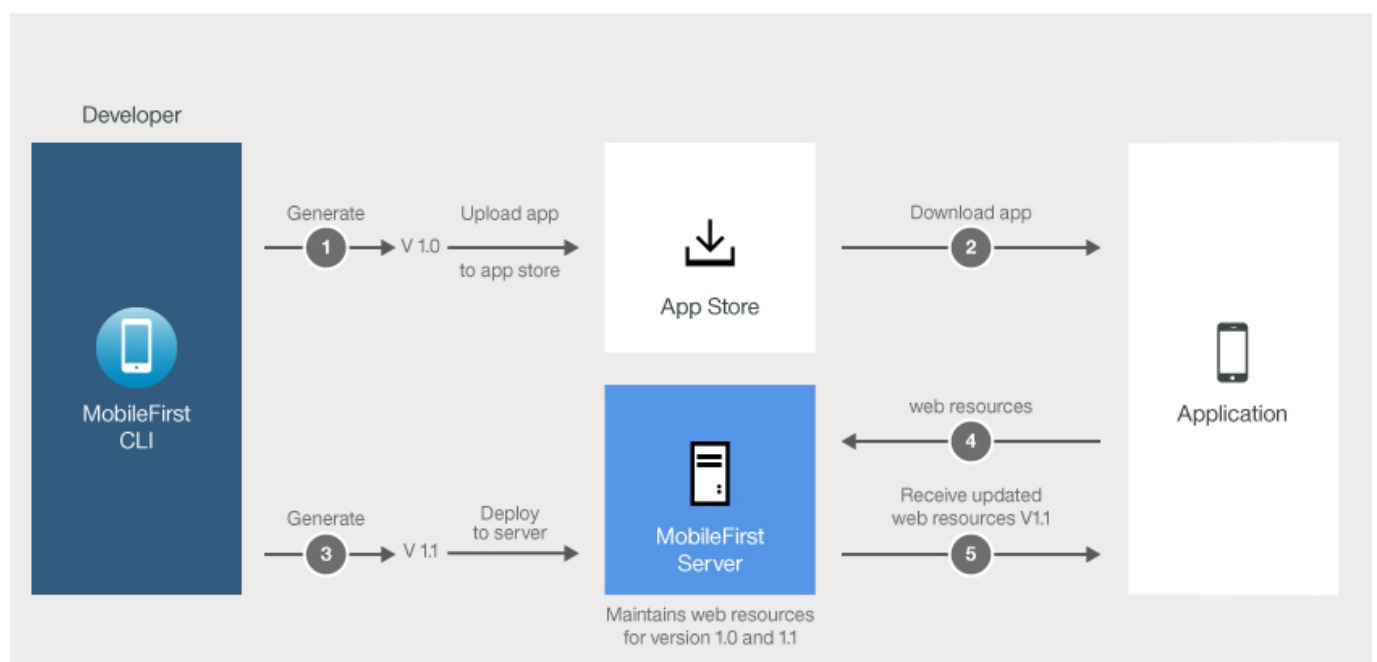 Developer
MobileFirst
CLI
Generate
1
V 1.0
Upload app
to app store
App Store
Download app
2
Application
Generate
3
V 1.1
Deploy
to server
MobileFirst
Server
Maintains web resources
for version 1.0 and 1.1
web resources
4
Receive updated
web resources V1.1
5